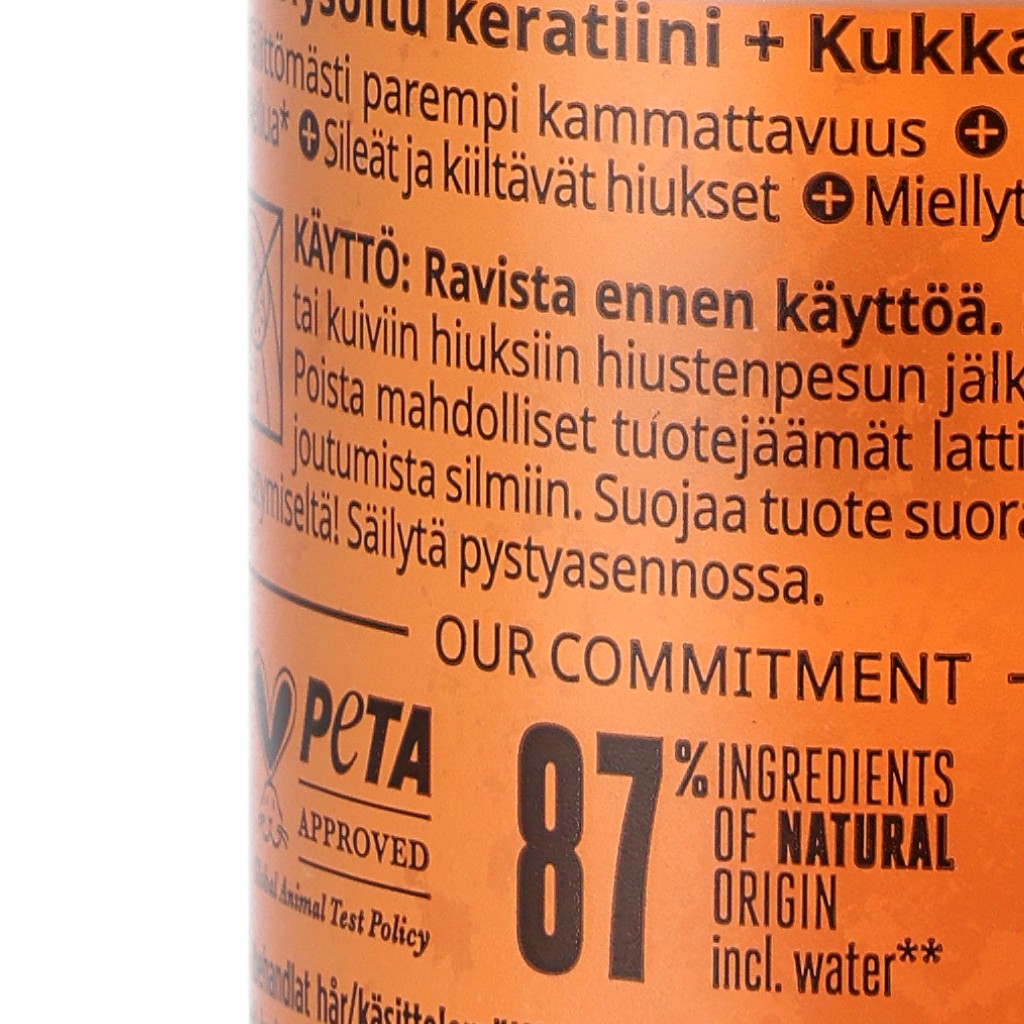 keratiini + Kukka
parempi kammattavuus +
+ Sileät ja kiiltävät hiukset + Miellyt
KÄYTTÖ: Ravista ennen käyttöä.
tai kuiviin hiuksiin hiustenpesun jälk
Poista mahdolliset tuotejäämät latti
joutumista silmiin. Suojaa tuote suora
Säilytä pystyasennossa.
OUR COMMITMENT
PeTA
APPROVED
Global Animal Test Policy
87% INGREDIENTS
OF NATURAL
ORIGIN
incl. water**
hår/